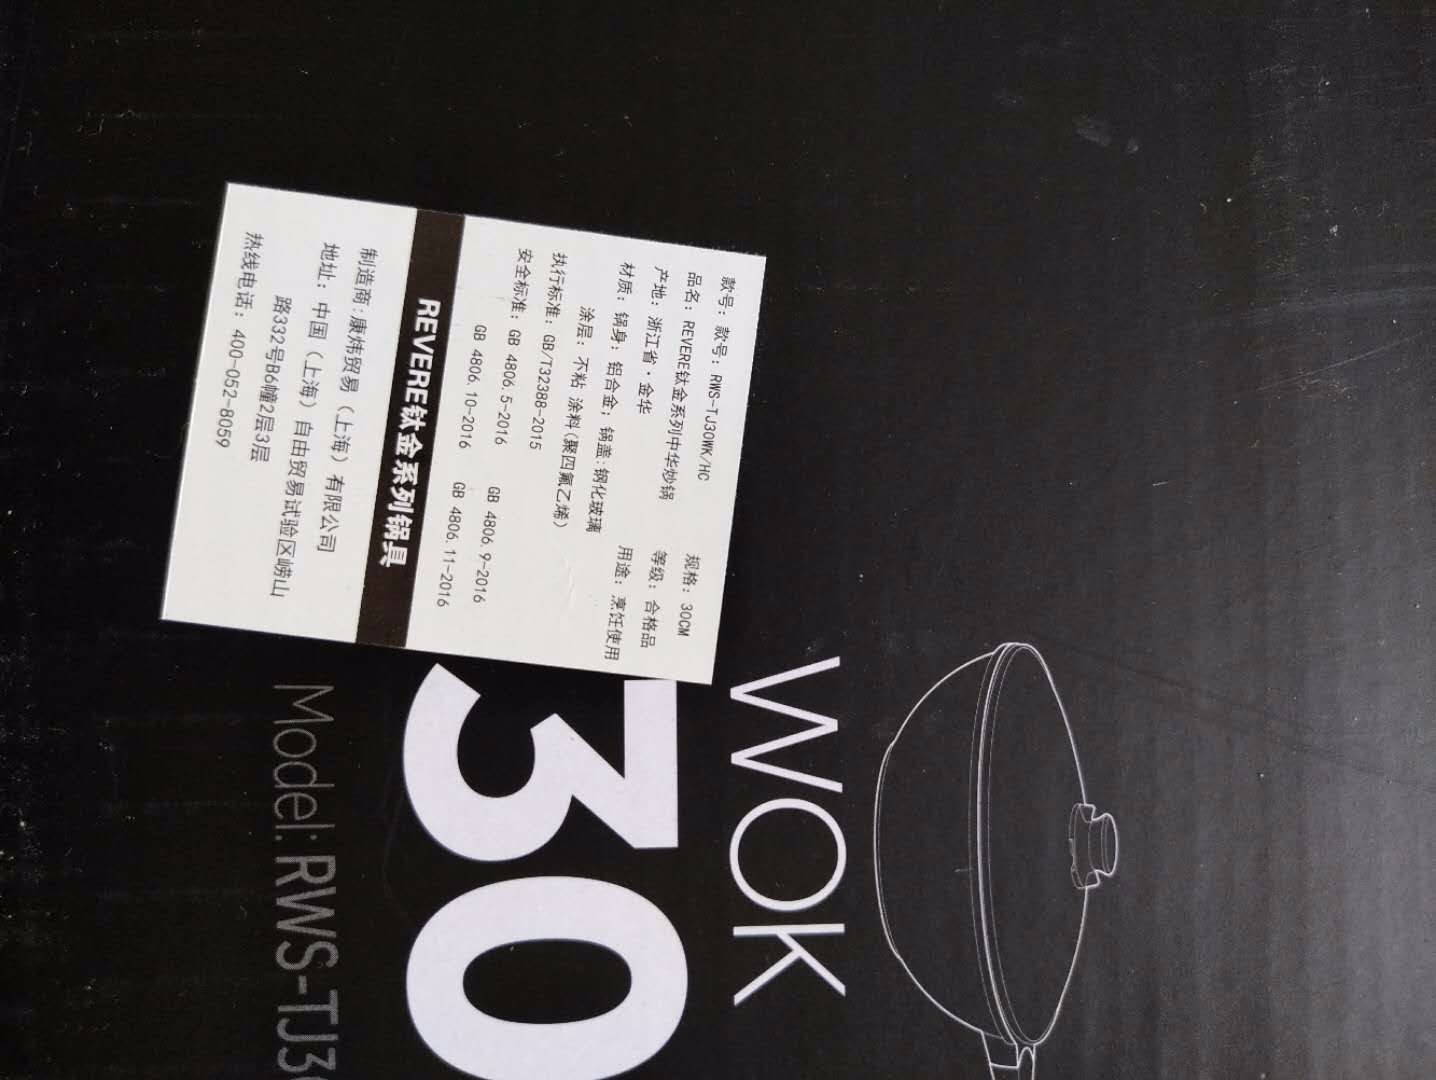 款号：款号：RWS-TJ30WK/HC
品名：REVERE钛金系列中华炒锅 规格：30CM
产地：浙江省·金华 等级：合格品
材质：锅身：铝合金；锅盖：钢化玻璃 用途：烹饪使用
涂层：不粘 涂料(聚四氟乙烯)
执行标准：GB/T32388-2015
安全标准：GB 4806.5-2016 GB 4806.9-2016
GB 4806.10-2016 GB 4806.11-2016
REVERE钛金系列锅具
制造商：康炜贸易（上海）有限公司
地址：中国（上海）自由贸易试验区崂山
路332号B6幢2层3层
热线电话：400-052-8059
WOK
30
Model: RWS-TJ3